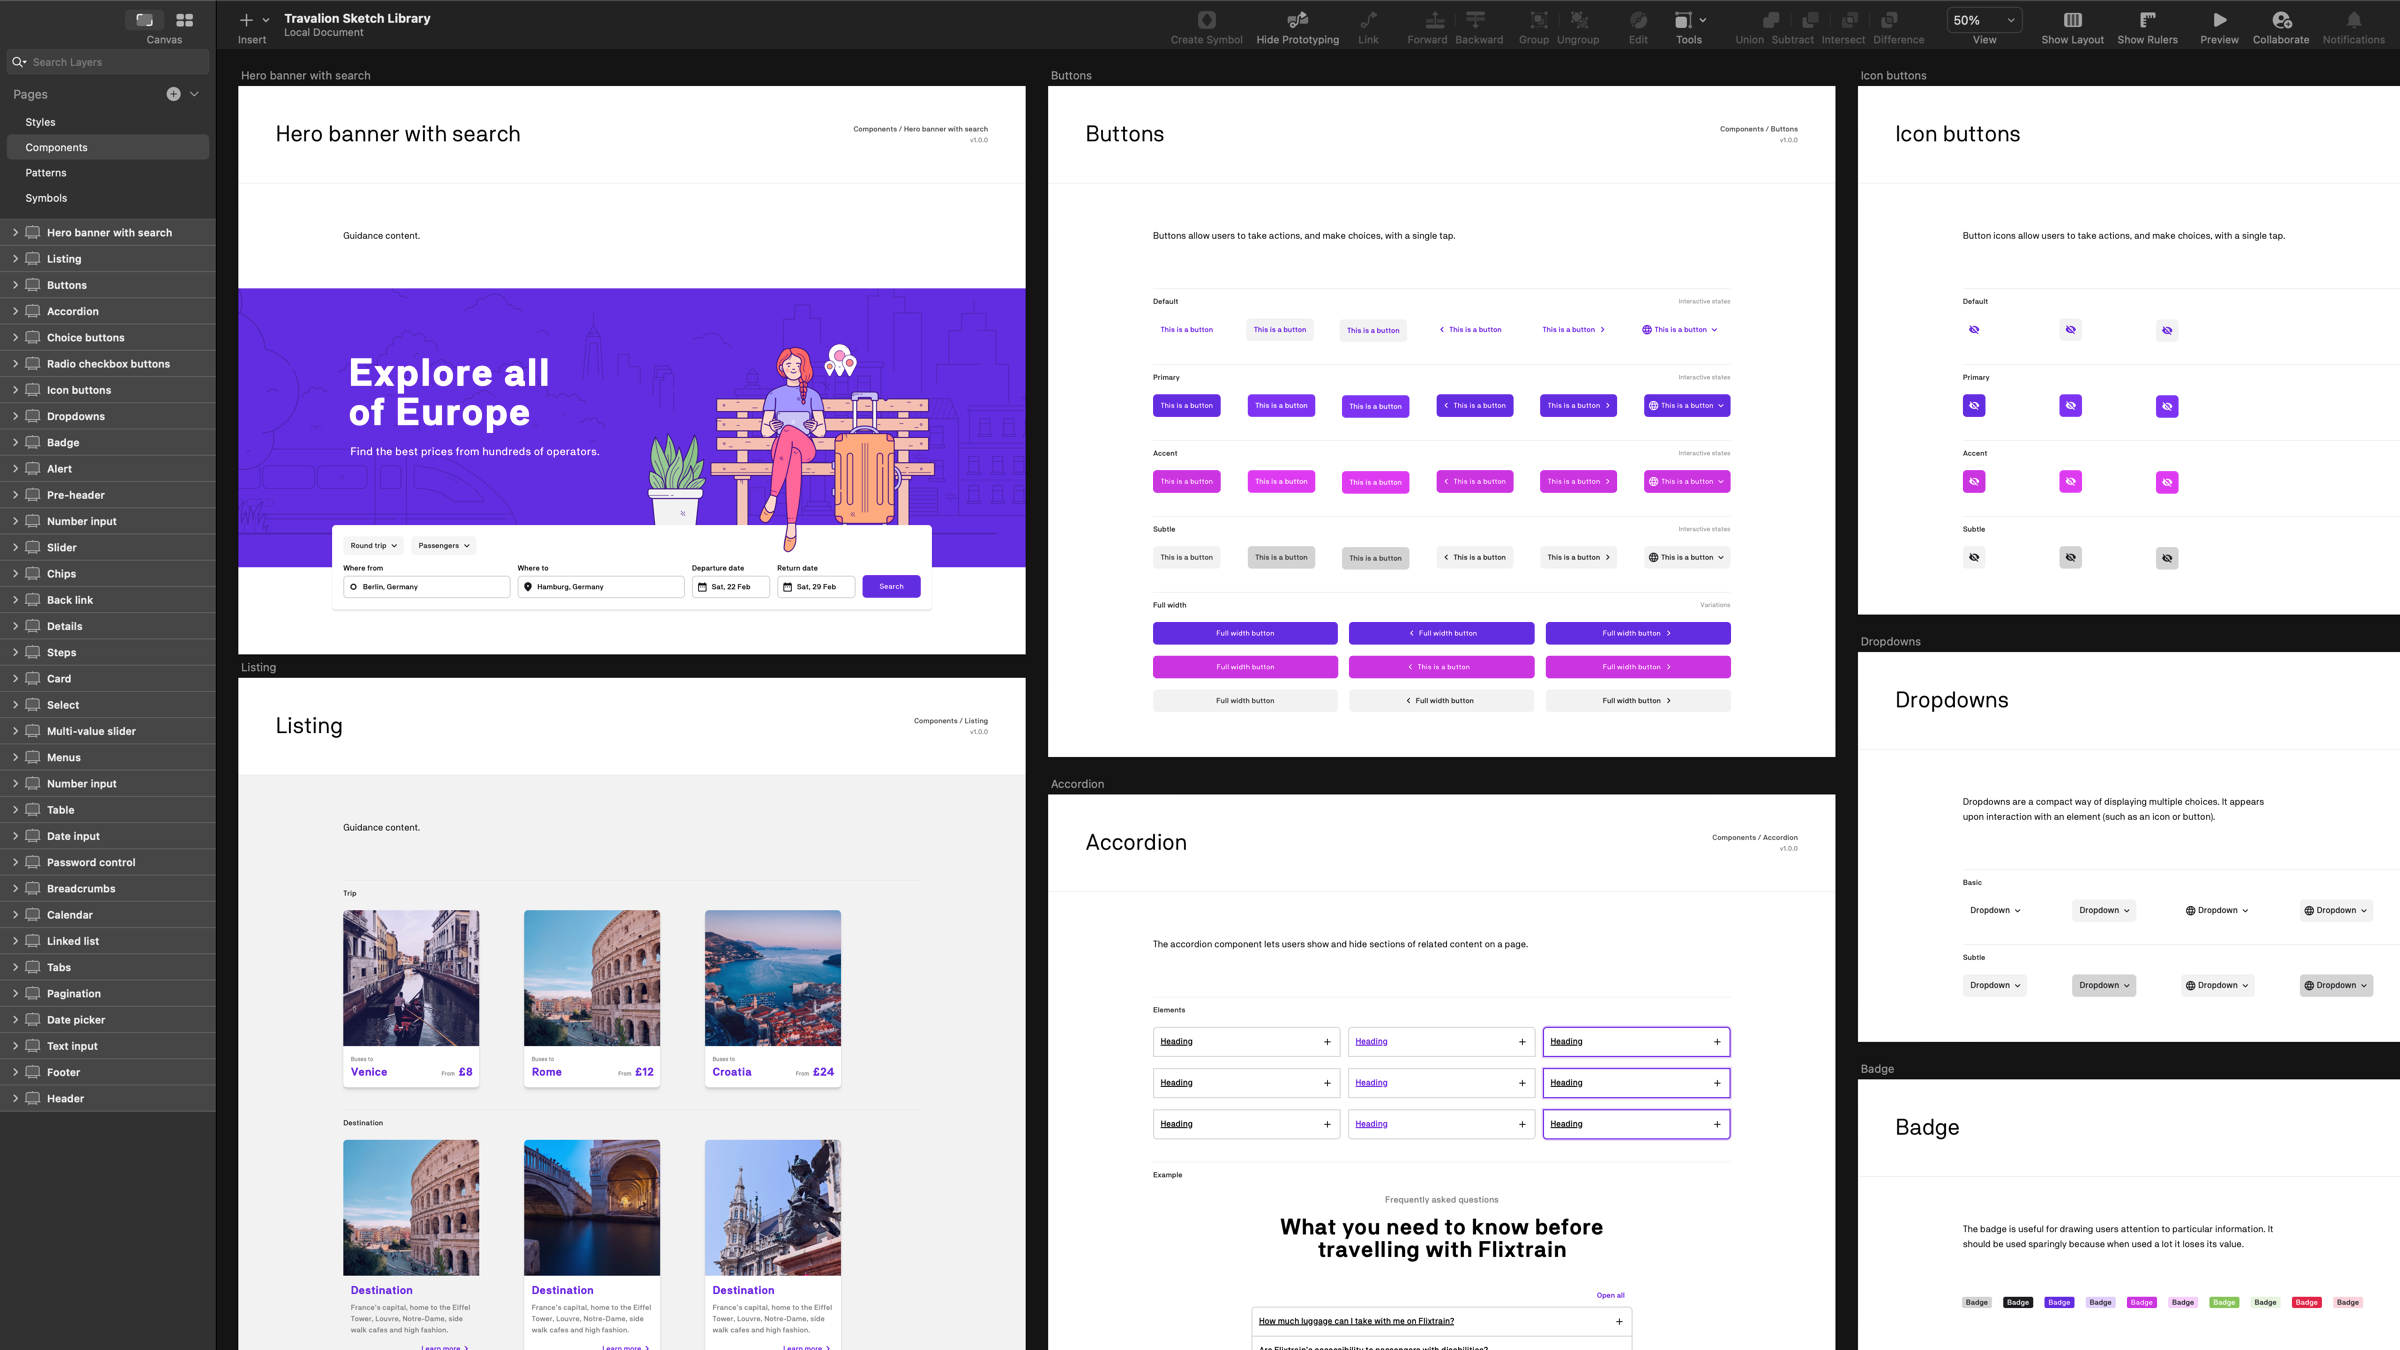 Canvas
Insert
Travalion Sketch Library
Local Document
Create Symbol
Hide Prototyping
Link
Forward
Backward
Group
Ungroup
Edit
Tools
Union
Subtract
Intersect
Difference
50%
View
Show Layout
Show Rulers
Preview
Collaborate
Notifications
Search Layers
Pages
Styles
Components
Patterns
Symbols
Hero banner with search
Listing
Buttons
Accordion
Choice buttons
Radio checkbox buttons
Icon buttons
Dropdowns
Badge
Alert
Pre-header
Number input
Slider
Chips
Back link
Details
Steps
Card
Select
Multi-value slider
Menus
Number input
Table
Date input
Password control
Breadcrumbs
Calendar
Linked list
Tabs
Pagination
Date picker
Text input
Footer
Header
Hero banner with search
Hero banner with search
Components / Hero banner with search
v1.0.0
Guidance content.
Explore all
of Europe
Find the best prices from hundreds of operators.
Round trip
Passengers
Where from
Where to
Departure date
Return date
Berlin, Germany
Hamburg, Germany
Sat, 22 Feb
Sat, 29 Feb
Search
Listing
Listing
Components / Listing
v1.0.0
Guidance content.
Trip
Buses to
Venice
From £8
Buses to
Rome
From £12
Buses to
Croatia
From £24
Destination
Destination
France's capital, home to the Eiffel
Tower, Louvre, Notre-Dame, side
walk cafes and high fashion.
Learn more
Destination
France's capital, home to the Eiffel
Tower, Louvre, Notre-Dame, side
walk cafes and high fashion.
Learn more
Destination
France's capital, home to the Eiffel
Tower, Louvre, Notre-Dame, side
walk cafes and high fashion.
Learn more
Buttons
Buttons
Components / Buttons
v1.0.0
Buttons allow users to take actions, and make choices, with a single tap.
Default
Interactive states
This is a button
This is a button
This is a button
This is a button
This is a button
This is a button
Primary
Interactive states
This is a button
This is a button
This is a button
This is a button
This is a button
This is a button
Accent
Interactive states
This is a button
This is a button
This is a button
This is a button
This is a button
This is a button
Subtle
Interactive states
This is a button
This is a button
This is a button
This is a button
This is a button
This is a button
Full width
Variations
Full width button
Full width button
Full width button
Full width button
This is a button
Full width button
Full width button
Full width button
Full width button
Accordion
Accordion
Components / Accordion
v1.0.0
The accordion component lets users show and hide sections of related content on a page.
Elements
Heading
Heading
Heading
Heading
Heading
Heading
Heading
Heading
Heading
Example
Frequently asked questions
What you need to know before
travelling with Flixtrain
Open all
How much luggage can I take with me on Flixtrain?
Are Flixtrain's accessibility to passengers with disabilities?
Icon buttons
Icon buttons
Button icons allow users to take actions, and make choices, with a single tap.
Default
Primary
Accent
Subtle
Dropdowns
Dropdowns
Dropdowns are a compact way of displaying multiple choices. It appears
upon interaction with an element (such as an icon or button).
Basic
Dropdown
Dropdown
Dropdown
Dropdown
Subtle
Dropdown
Dropdown
Dropdown
Dropdown
Badge
Badge
The badge is useful for drawing users attention to particular information. It
should be used sparingly because when used a lot it loses its value.
Badge
Badge
Badge
Badge
Badge
Badge
Badge
Badge
Badge
Badge